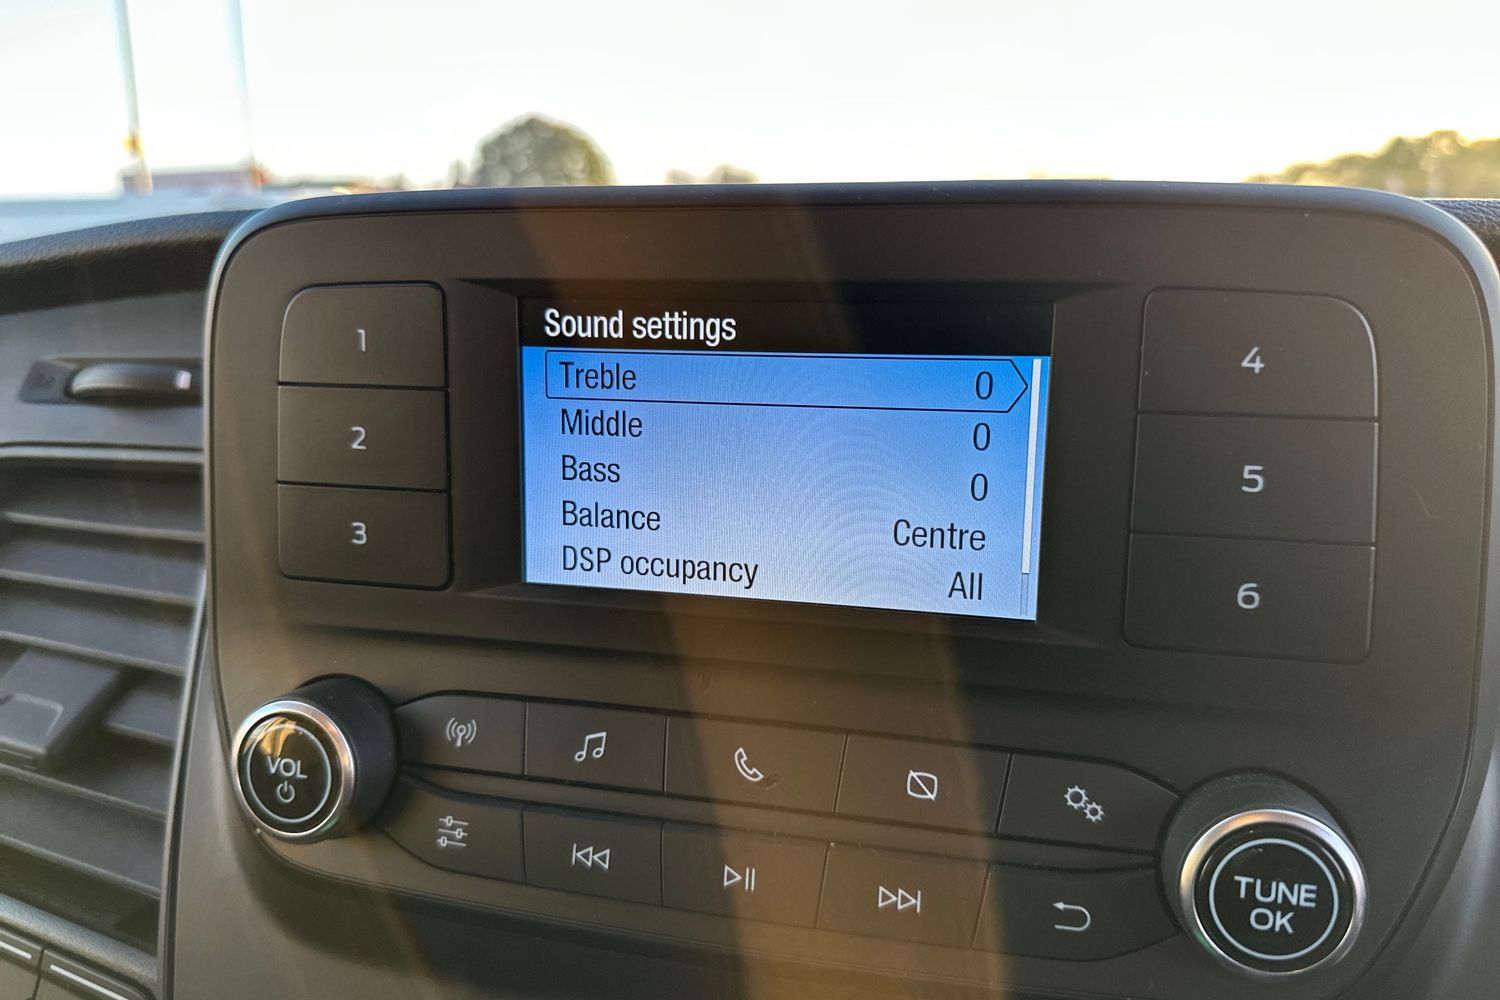 Sound settings
Treble 0
Middle 0
Bass 0
Balance Centre
DSP occupancy All
1
2
3
4
5
6
VOL
TUNE
OK